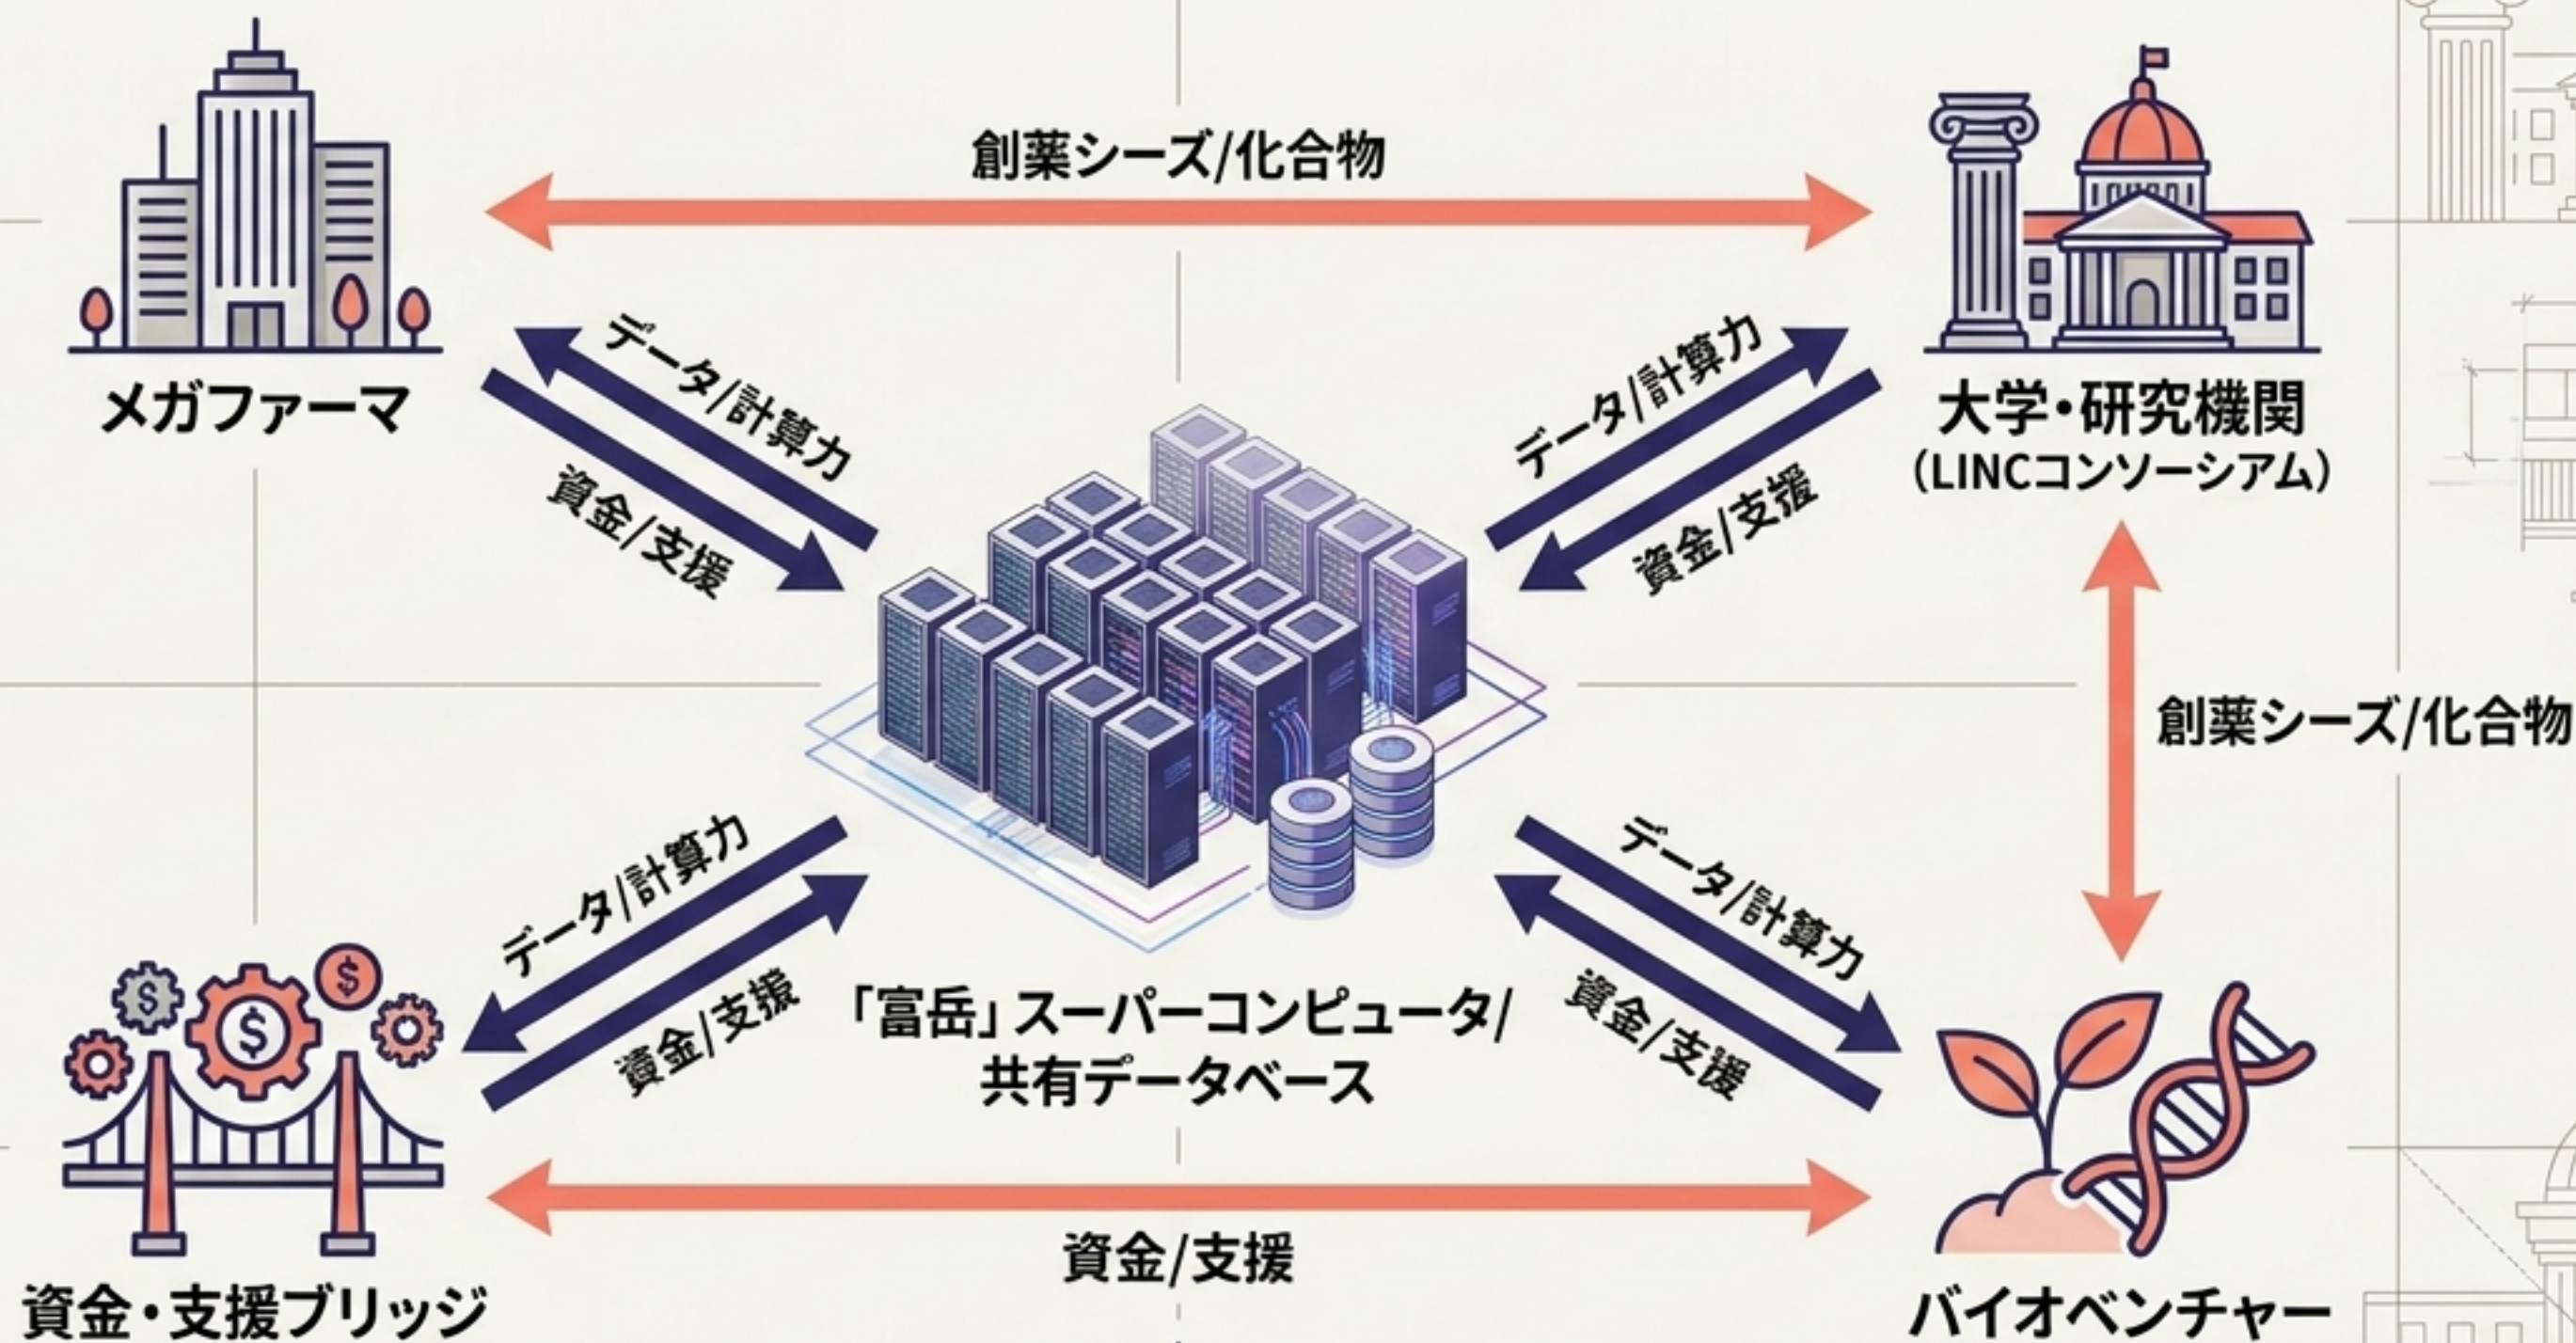 創薬シーズ/化合物
メガファーマ
大学・研究機関
（LINCコンソーシアム）
データ/計算力
資金/支援
データ/計算力
資金/支援
創薬シーズ/化合物
データ/計算力
資金/支援
データ/計算力
資金/支援
「富岳」スーパーコンピュータ/
共有データベース
資金/支援
資金・支援ブリッジ
バイオベンチャー
$
$
$